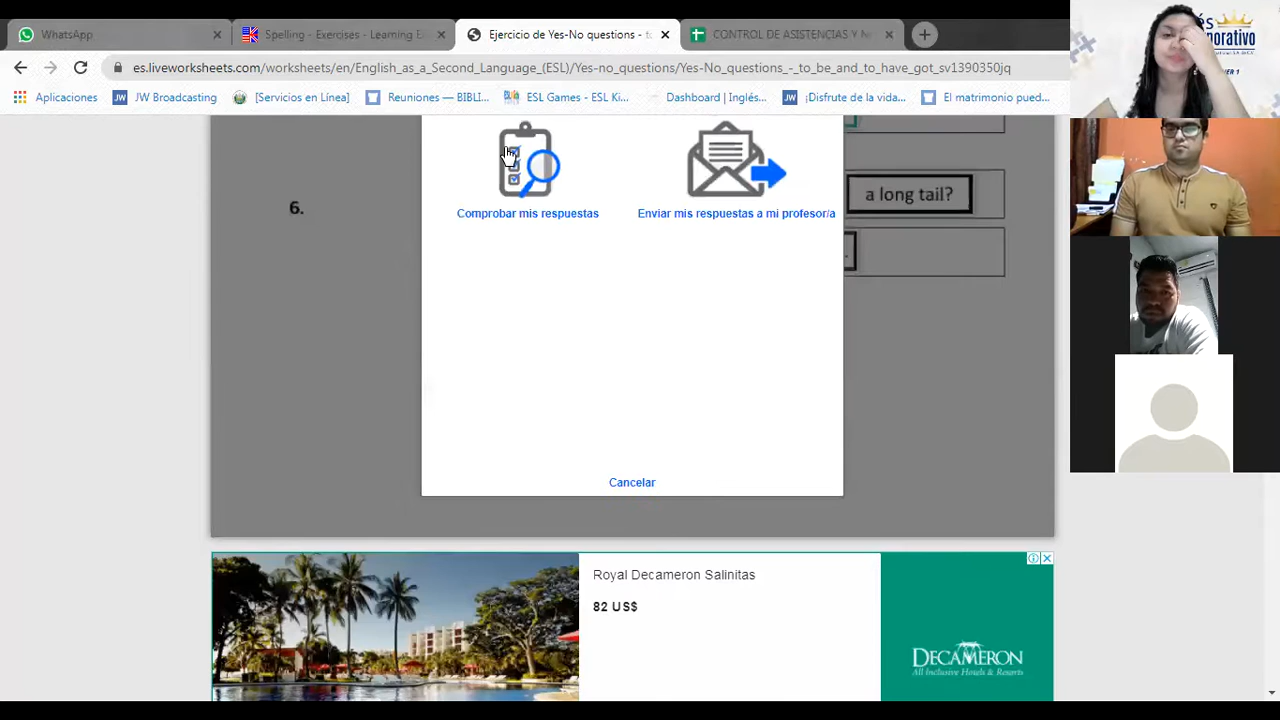 WhatsApp
Spelling - Exercises - Learning E
Ejercicio de Yes-No questions - to
CONTROL DE ASISTENCIAS Y N
es.liveworksheets.com/worksheets/en/English_as_a_Second_Language_(ESL)/Yes-no_questions/Yes-No_questions_-_to_be_and_to_have_got_sv1390350jq
Aplicaciones
JW Broadcasting
[Servicios en Línea]
Reuniones — BIBLI...
ESL Games - ESL Ki...
Dashboard | Inglés...
¡Disfrute de la vida...
El matrimonio pued...
6.
a long tail?
Comprobar mis respuestas
Enviar mis respuestas a mi profesor/a
Cancelar
Royal Decameron Salinitas
82 US$
DECAMERON
All Inclusive Hotels & Resorts